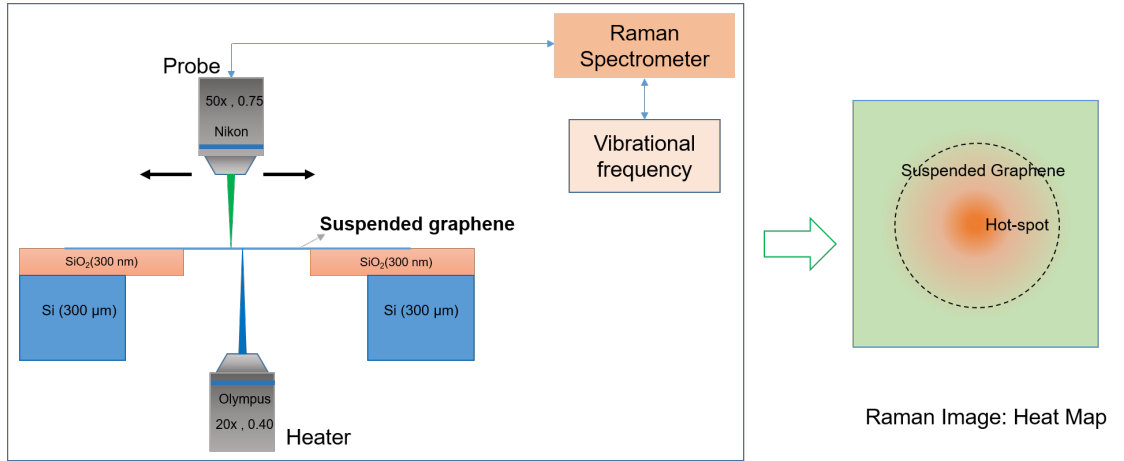 Raman
Spectrometer
Probe
50x , 0.75
Nikon
Vibrational
frequency
Suspended graphene
SiO₂(300 nm)
SiO₂(300 nm)
Si (300 µm)
Si (300 µm)
Olympus
20x , 0.40
Heater
Suspended Graphene
Hot-spot
Raman Image: Heat Map